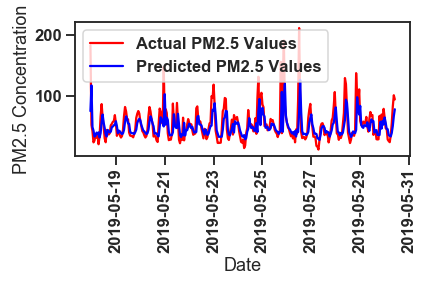 PM2.5 Concentration
200
100
Actual PM2.5 Values
Predicted PM2.5 Values
2019-05-19
2019-05-21
2019-05-23
2019-05-25
2019-05-27
2019-05-29
2019-05-31
Date